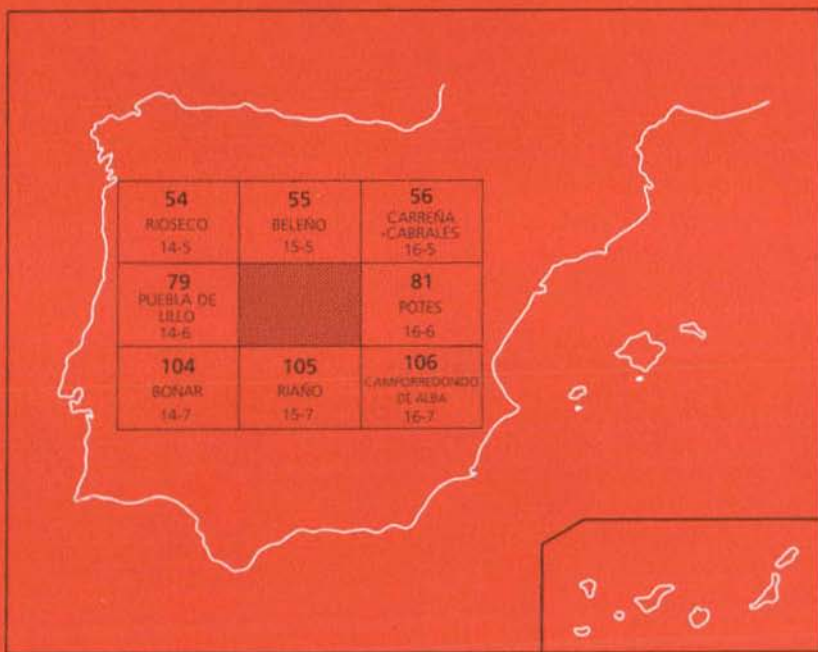 54
RIOSECO
14-5
55
BELEÑO
15-5
56
CARREÑA
-CABRALES
16-5
79
PUEBLA DE
LILLO
14-6
81
POTES
16-6
104
BOÑAR
14-7
105
RIAÑO
15-7
106
CAMPORREDONDO
DE ALBA
16-7